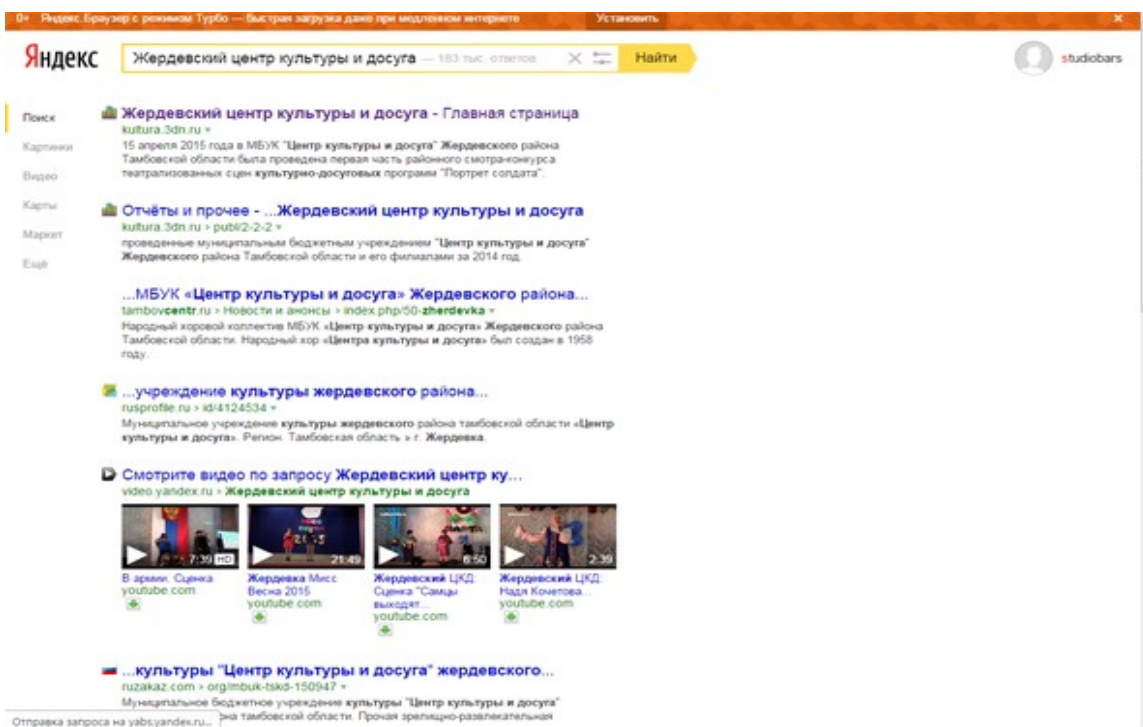 0+ Яндекс.Браузер с режимом Турбо — быстрая загрузка даже при медленном интернете Установить ×
Яндекс Жердевский центр культуры и досуга — 183 тыс. ответов Найти studiobars
Поиск
Картинки
Видео
Карты
Маркет
Ещё
Жердевский центр культуры и досуга - Главная страница
kultura.3dn.ru
15 апреля 2015 года в МБУК "Центр культуры и досуга" Жердевского района
Тамбовской области была проведена первая часть районного смотра-конкурса
театрализованных сцен культурно-досуговых программ "Портрет солдата".
Отчёты и прочее - ...Жердевский центр культуры и досуга
kultura.3dn.ru › publ/2-2-2
проведенные муниципальным бюджетным учреждением "Центр культуры и досуга"
Жердевского района Тамбовской области и его филиалами за 2014 год.
...МБУК «Центр культуры и досуга» Жердевского района...
tambovcentr.ru › Новости и анонсы › index.php/50-zherdevka
Народный хоровой коллектив МБУК «Центр культуры и досуга» Жердевского района
Тамбовской области. Народный хор «Центра культуры и досуга» был создан в 1958
году.
...учреждение культуры жердевского района...
rusprofile.ru › id/4124534
Муниципальное учреждение культуры жердевского района тамбовской области «Центр
культуры и досуга». Регион. Тамбовская область » г. Жердевка.
Смотрите видео по запросу Жердевский центр ку...
video.yandex.ru › Жердевский центр культуры и досуга
7:39 HD
21:49
6:50
2:39
В армии. Сценка
youtube.com
Жердевка Мисс
Весна 2015
youtube.com
Жердевский ЦКД:
Сценка "Самцы
выходят...
youtube.com
Жердевский ЦКД:
Надя Кочетова...
youtube.com
...культуры "Центр культуры и досуга" жердевского...
ruzakaz.com › org/mbuk-tskd-150947
Муниципальное бюджетное учреждение культуры "Центр культуры и досуга"
она тамбовской области. Прочая зрелищно-развлекательная
Отправка запроса на yabs.yandex.ru...